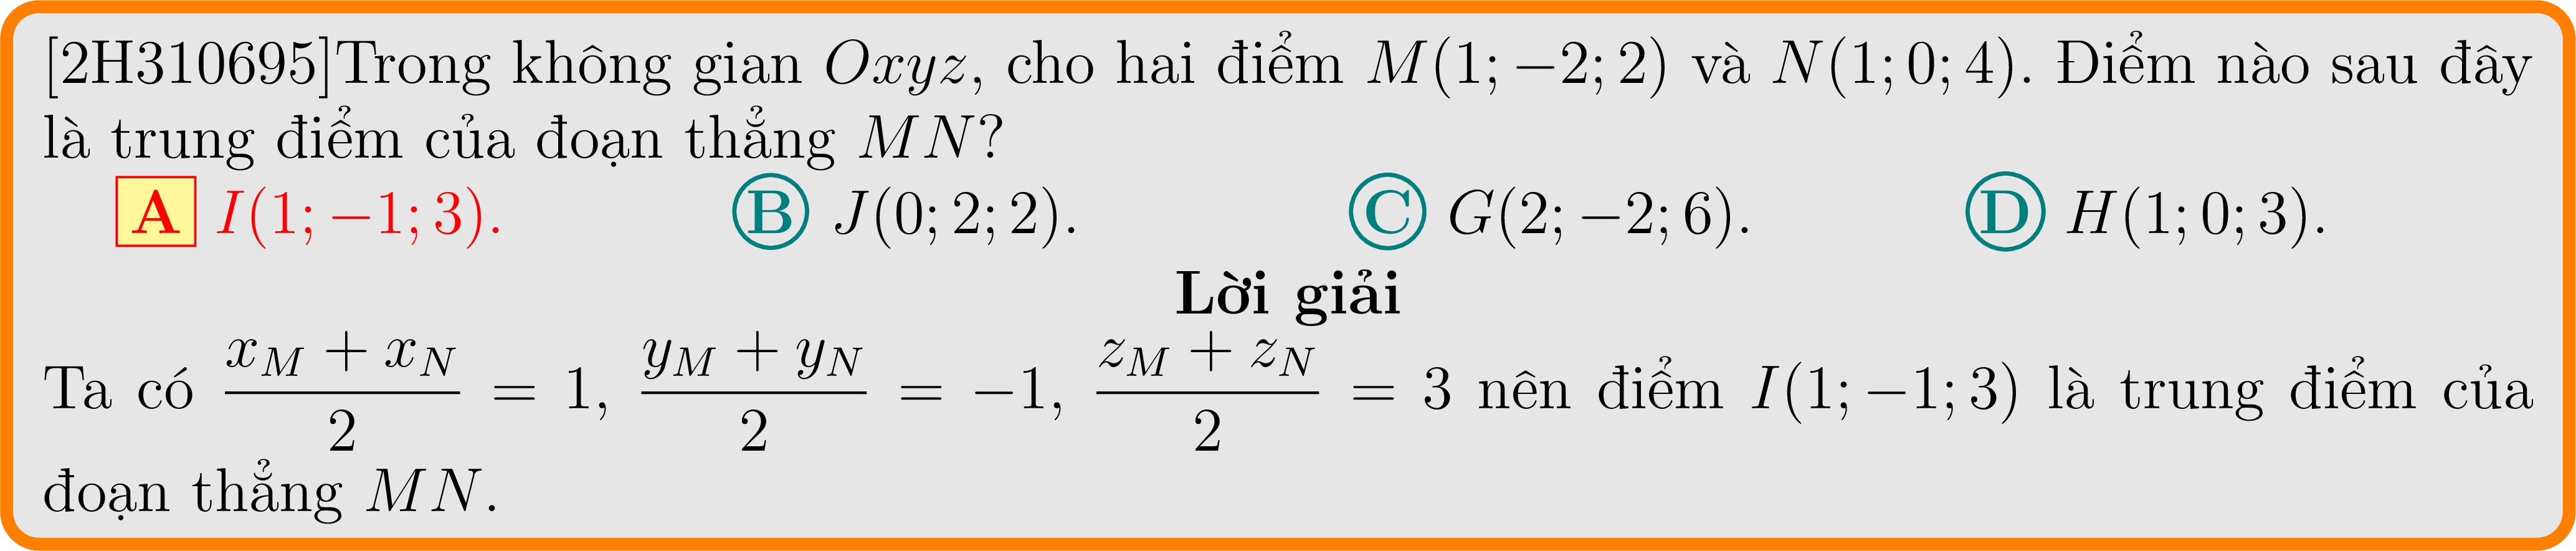 [2H310695]Trong không gian Oxyz, cho hai điểm M(1; −2; 2) và N(1; 0; 4). Điểm nào sau đây
là trung điểm của đoạn thẳng MN?
A I(1; −1; 3). B J(0; 2; 2). C G(2; −2; 6). D H(1; 0; 3).
Lời giải
Ta có \frac{x_M + x_N}{2} = 1, \frac{y_M + y_N}{2} = −1, \frac{z_M + z_N}{2} = 3 nên điểm I(1; −1; 3) là trung điểm của
đoạn thẳng MN.